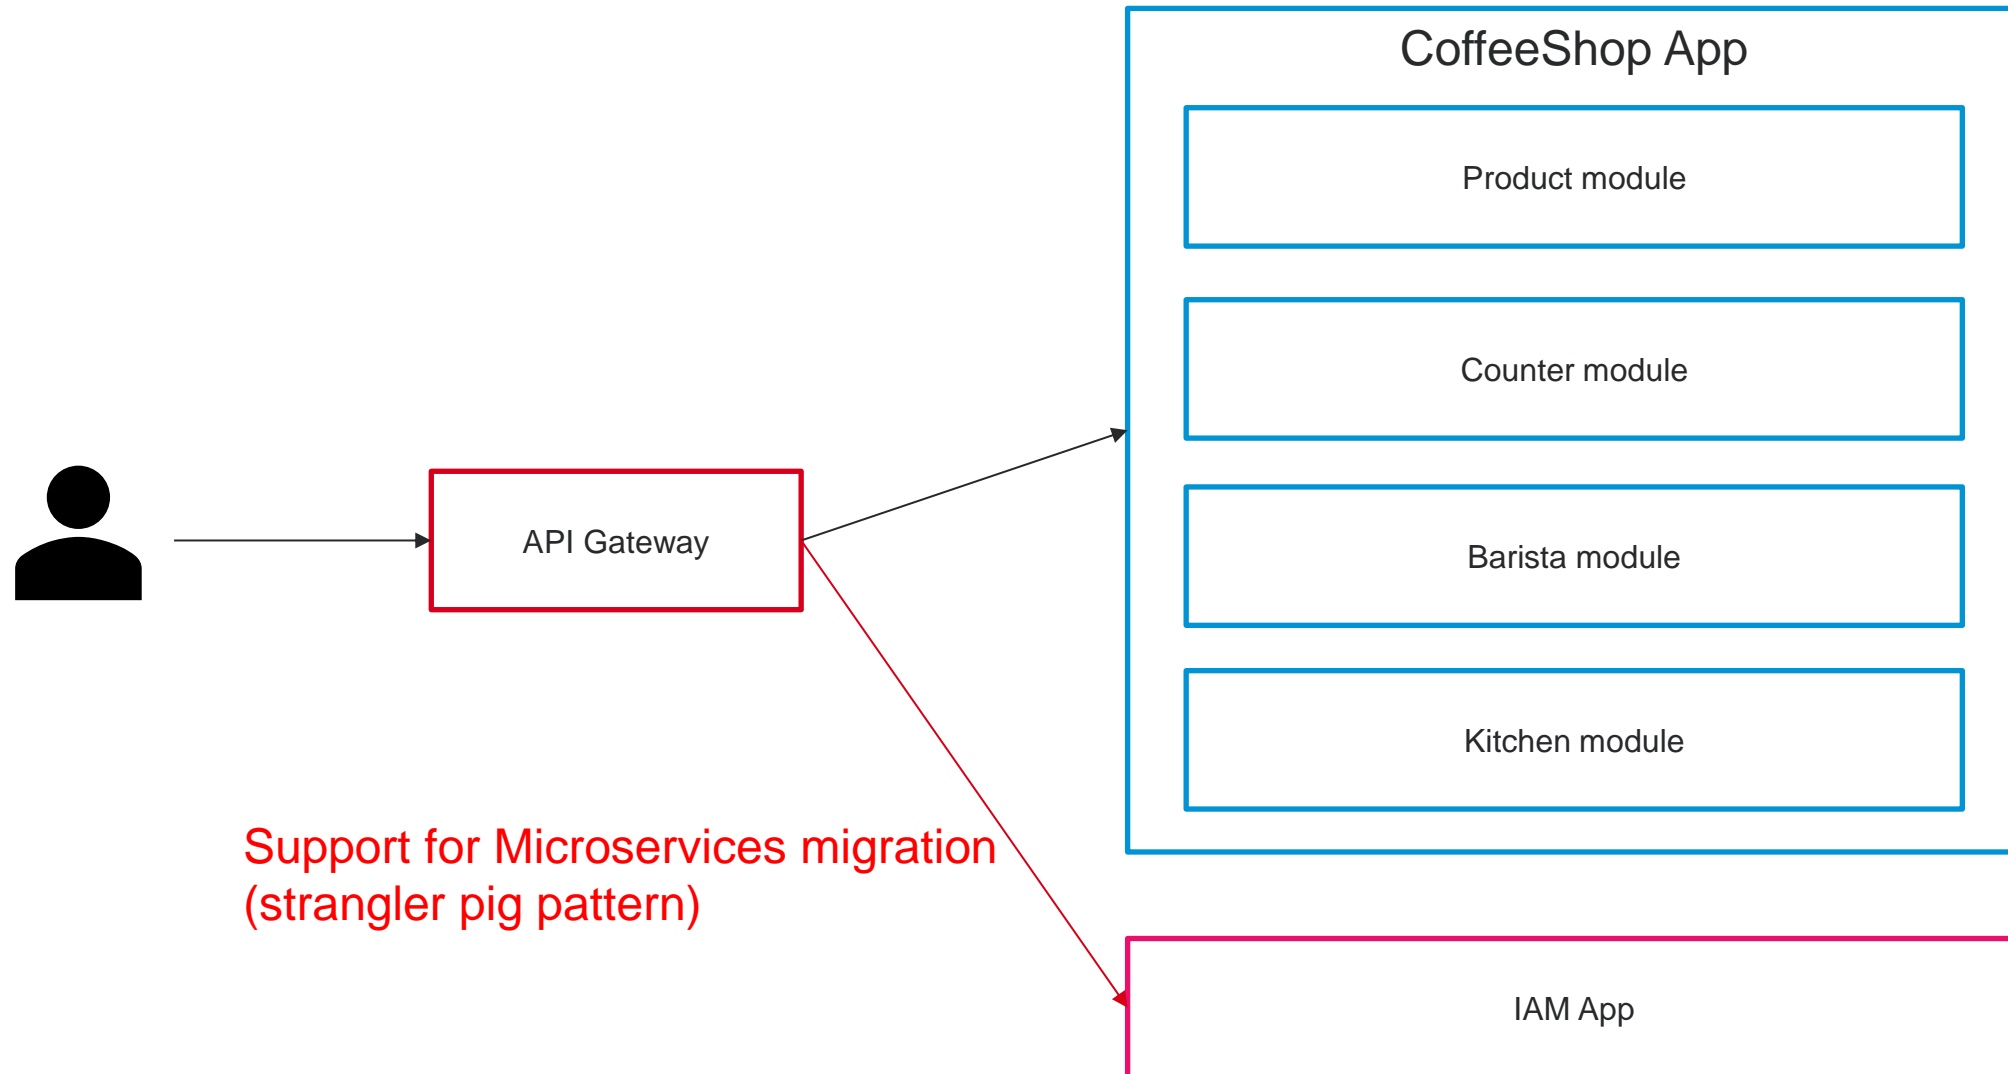 CoffeeShop App
Product module
Counter module
API Gateway
Barista module
Kitchen module
Support for Microservices migration
(strangler pig pattern)
IAM App